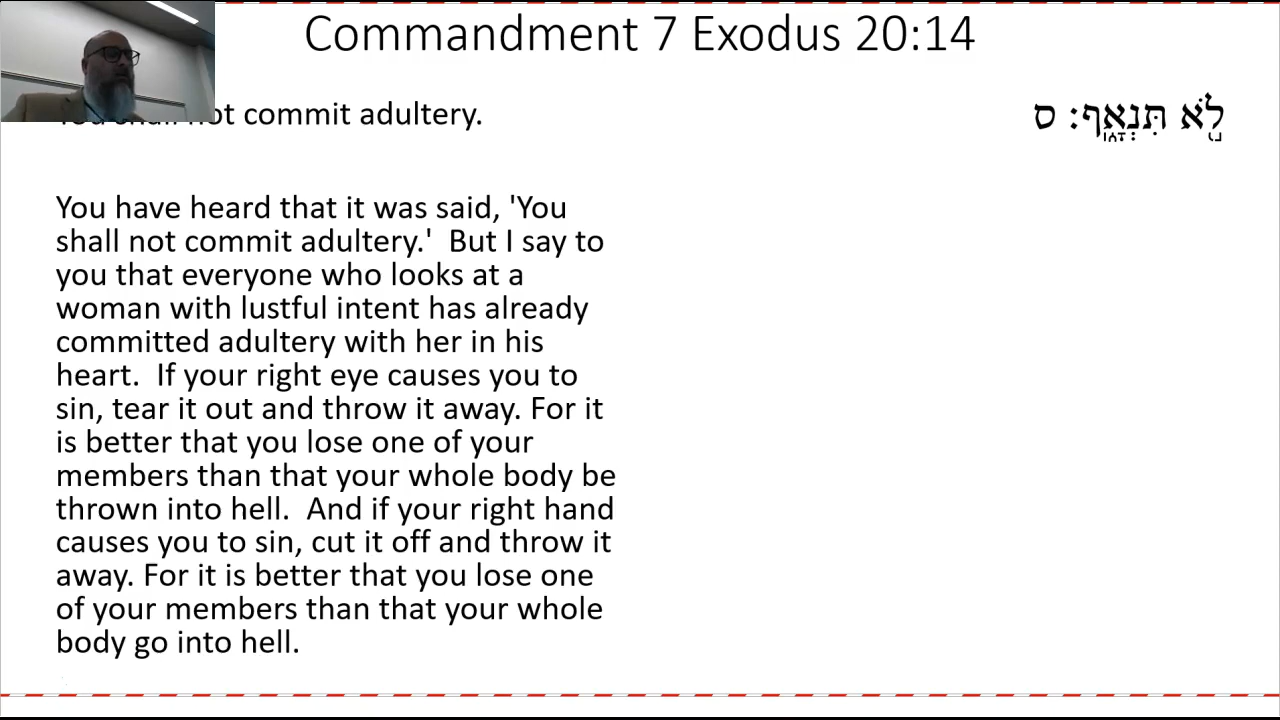 Commandment 7 Exodus 20:14
not commit adultery.
לֹ֣א תִּנְאָֽ֑ף׃ ס
You have heard that it was said, 'You
shall not commit adultery.'  But I say to
you that everyone who looks at a
woman with lustful intent has already
committed adultery with her in his
heart.  If your right eye causes you to
sin, tear it out and throw it away. For it
is better that you lose one of your
members than that your whole body be
thrown into hell.  And if your right hand
causes you to sin, cut it off and throw it
away. For it is better that you lose one
of your members than that your whole
body go into hell.